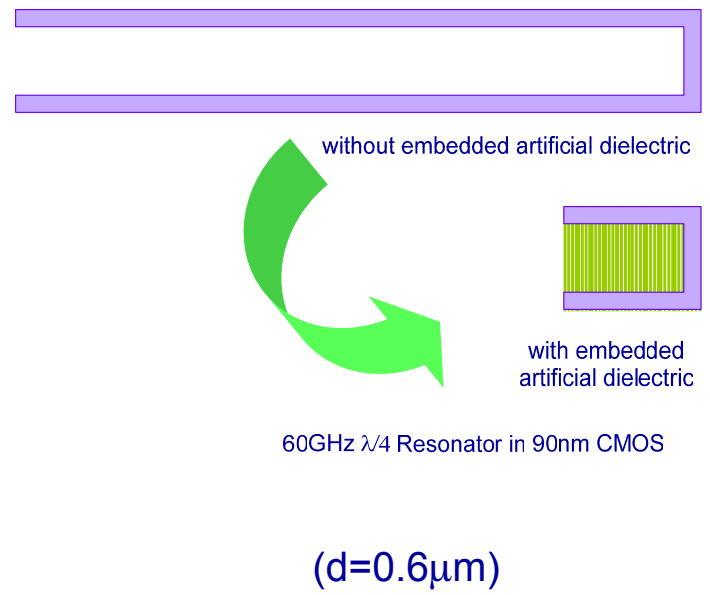 without embedded artificial dielectric
with embedded
artificial dielectric
60GHz λ/4 Resonator in 90nm CMOS
(d=0.6μm)